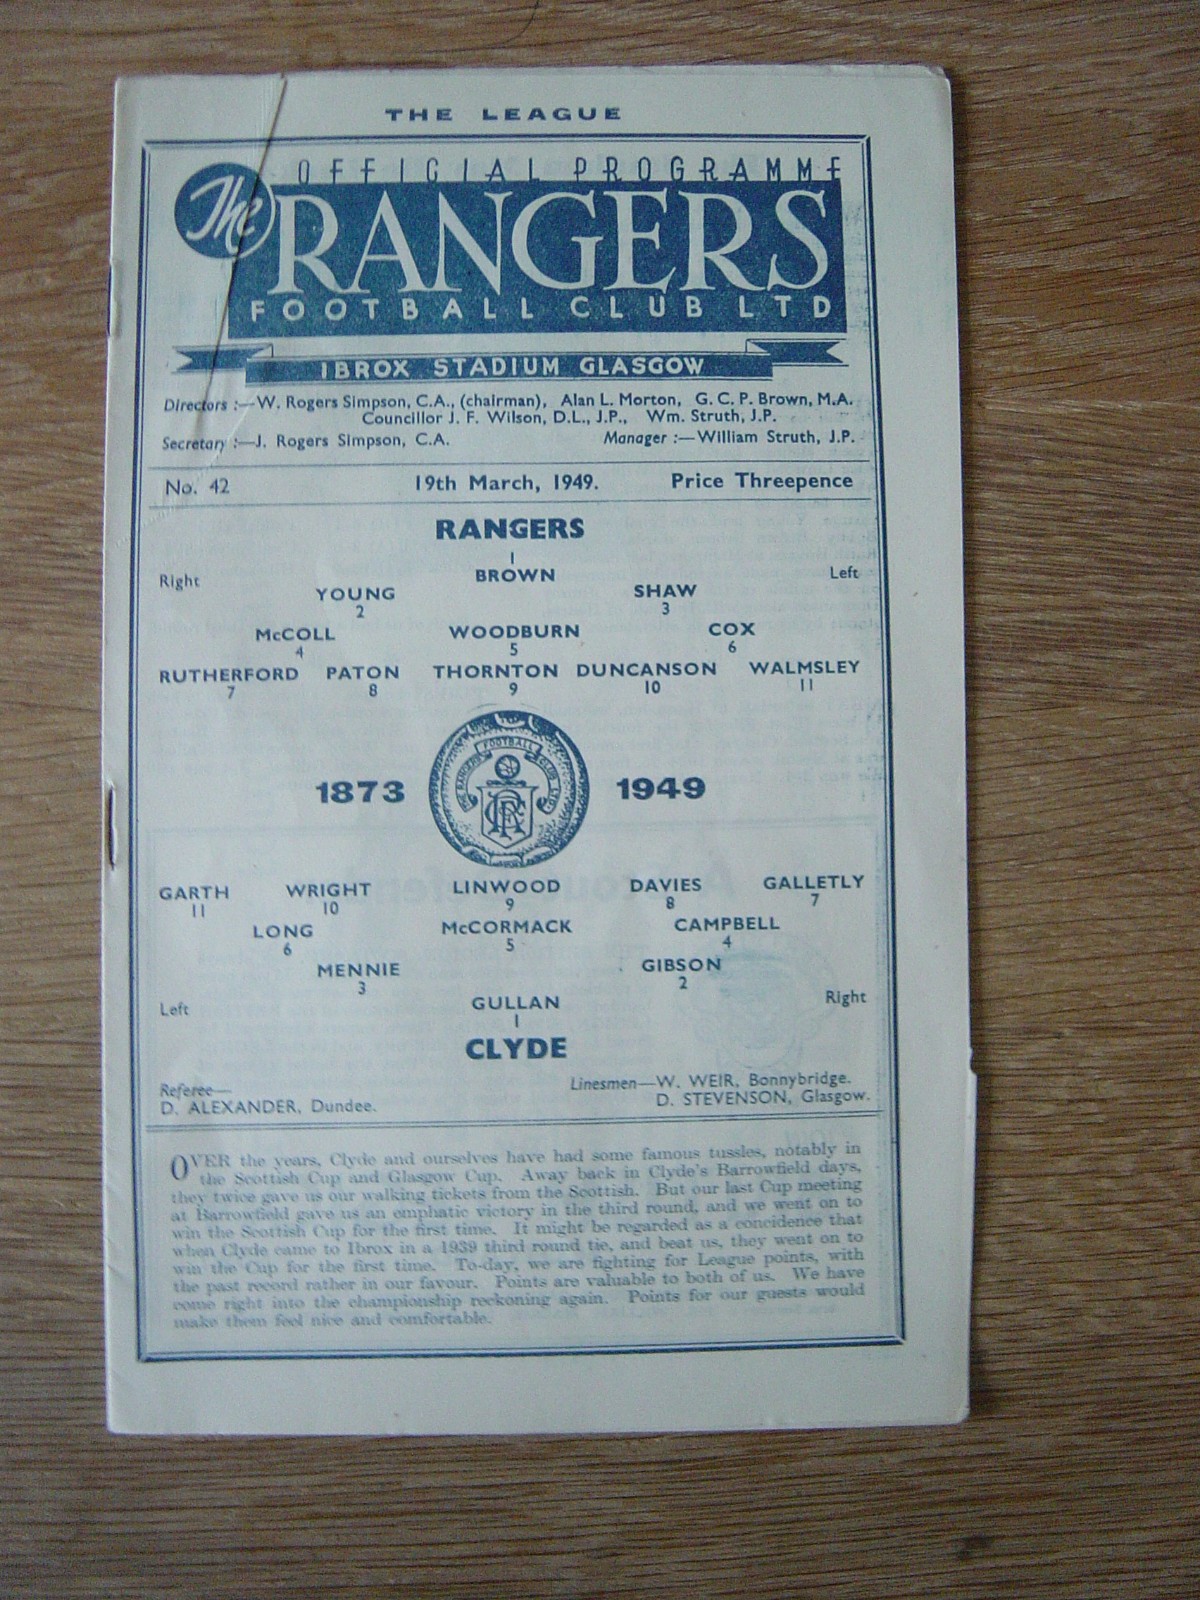 THE LEAGUE
OFFICIAL PROGRAMME
The RANGERS
FOOTBALL CLUB LTD
IBROX STADIUM GLASGOW
Directors :—W. Rogers Simpson, C.A., (chairman), Alan L. Morton, G. C. P. Brown, M.A.
Councillor J. F. Wilson, D.L., J.P., Wm. Struth, J.P.
Secretary :—J. Rogers Simpson, C.A. Manager :—William Struth, J.P.
No. 42 19th March, 1949. Price Threepence
RANGERS
1
Right BROWN Left
YOUNG SHAW
2 3
McCOLL WOODBURN COX
4 5 6
RUTHERFORD PATON THORNTON DUNCANSON WALMSLEY
7 8 9 10 11
THE RANGERS FOOTBALL CLUB LTD.
1873 1949
GARTH WRIGHT LINWOOD DAVIES GALLETLY
11 10 9 8 7
LONG McCORMACK CAMPBELL
6 5 4
MENNIE GIBSON
3 2
Left GULLAN Right
1
CLYDE
Referee— Linesmen—W. WEIR, Bonnybridge.
D. ALEXANDER, Dundee. D. STEVENSON, Glasgow.
OVER the years, Clyde and ourselves have had some famous tussles, notably in
the Scottish Cup and Glasgow Cup. Away back in Clyde's Barrowfield days,
they twice gave us our walking tickets from the Scottish. But our last Cup meeting
at Barrowfield gave us an emphatic victory in the third round, and we went on to
win the Scottish Cup for the first time. It might be regarded as a concidence that
when Clyde came to Ibrox in a 1939 third round tie, and beat us, they went on to
win the Cup for the first time. To-day, we are fighting for League points, with
the past record rather in our favour. Points are valuable to both of us. We have
come right into the championship reckoning again. Points for our guests would
make them feel nice and comfortable.